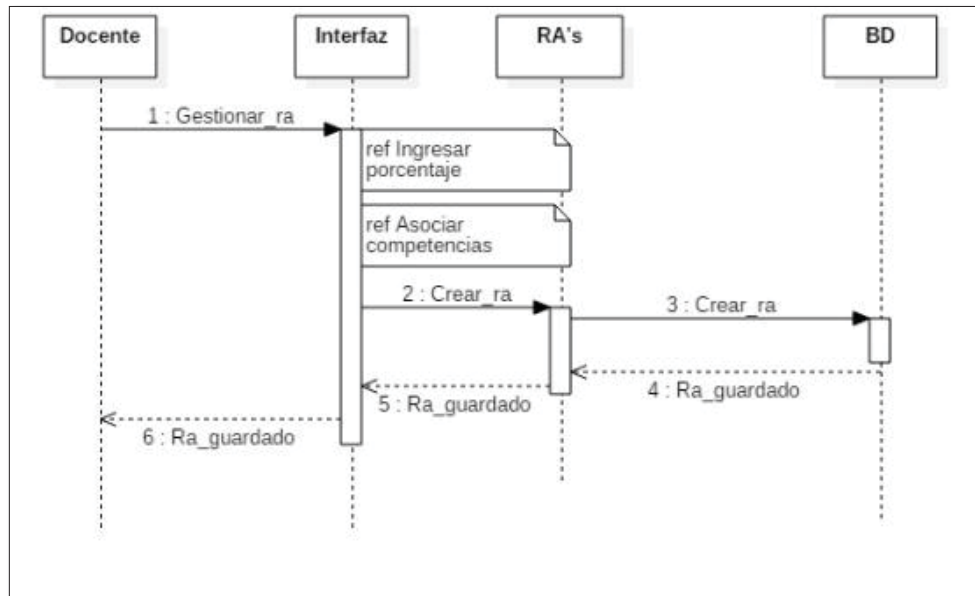 Docente
Interfaz
RA's
BD
1 : Gestionar_ra
ref Ingresar
porcentaje
ref Asociar
competencias
2 : Crear_ra
3 : Crear_ra
4 : Ra_guardado
5 : Ra_guardado
6 : Ra_guardado